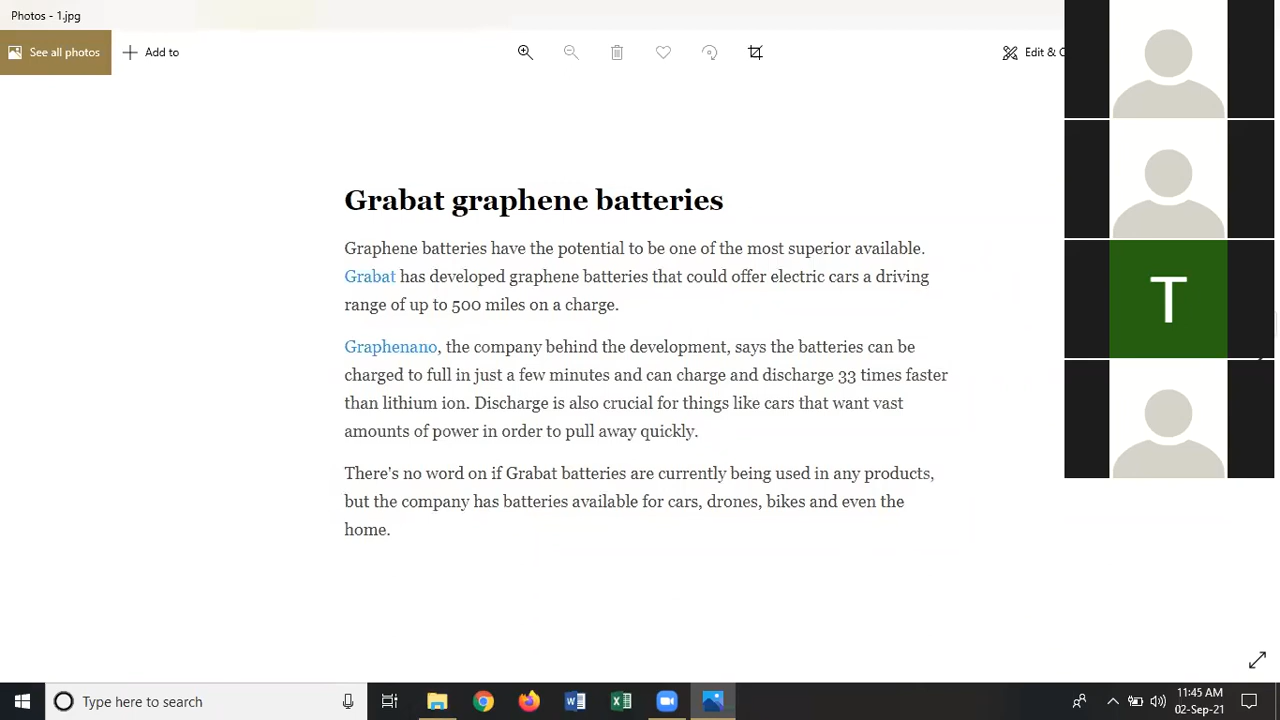 Photos - 1.jpg
See all photos
Add to
Edit & C
Grabat graphene batteries
Graphene batteries have the potential to be one of the most superior available.
Grabat has developed graphene batteries that could offer electric cars a driving
range of up to 500 miles on a charge.
Graphenano, the company behind the development, says the batteries can be
charged to full in just a few minutes and can charge and discharge 33 times faster
than lithium ion. Discharge is also crucial for things like cars that want vast
amounts of power in order to pull away quickly.
There's no word on if Grabat batteries are currently being used in any products,
but the company has batteries available for cars, drones, bikes and even the
home.
T
Type here to search
11:45 AM
02-Sep-21